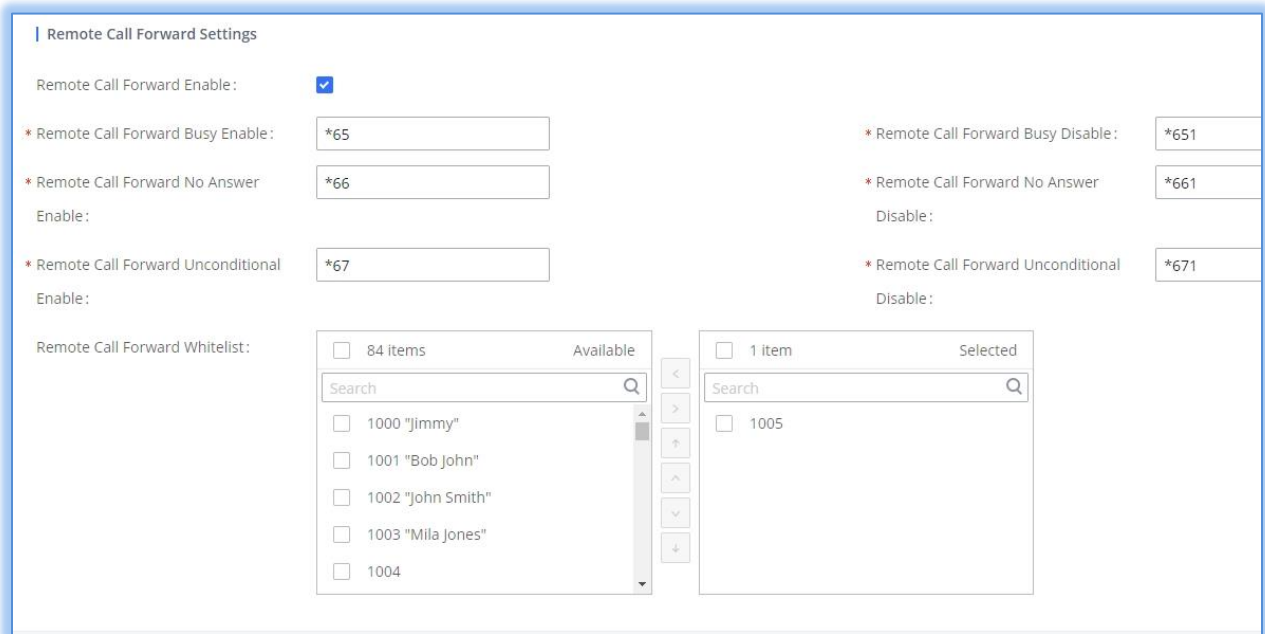 Remote Call Forward Settings
Remote Call Forward Enable:
* Remote Call Forward Busy Enable: *65 * Remote Call Forward Busy Disable: *651
* Remote Call Forward No Answer *66 * Remote Call Forward No Answer *661
Enable: Disable:
* Remote Call Forward Unconditional *67 * Remote Call Forward Unconditional *671
Enable: Disable:
Remote Call Forward Whitelist: 84 items Available 1 item Selected
Search Search
1000 "Jimmy" 1005
1001 "Bob John"
1002 "John Smith"
1003 "Mila Jones"
1004